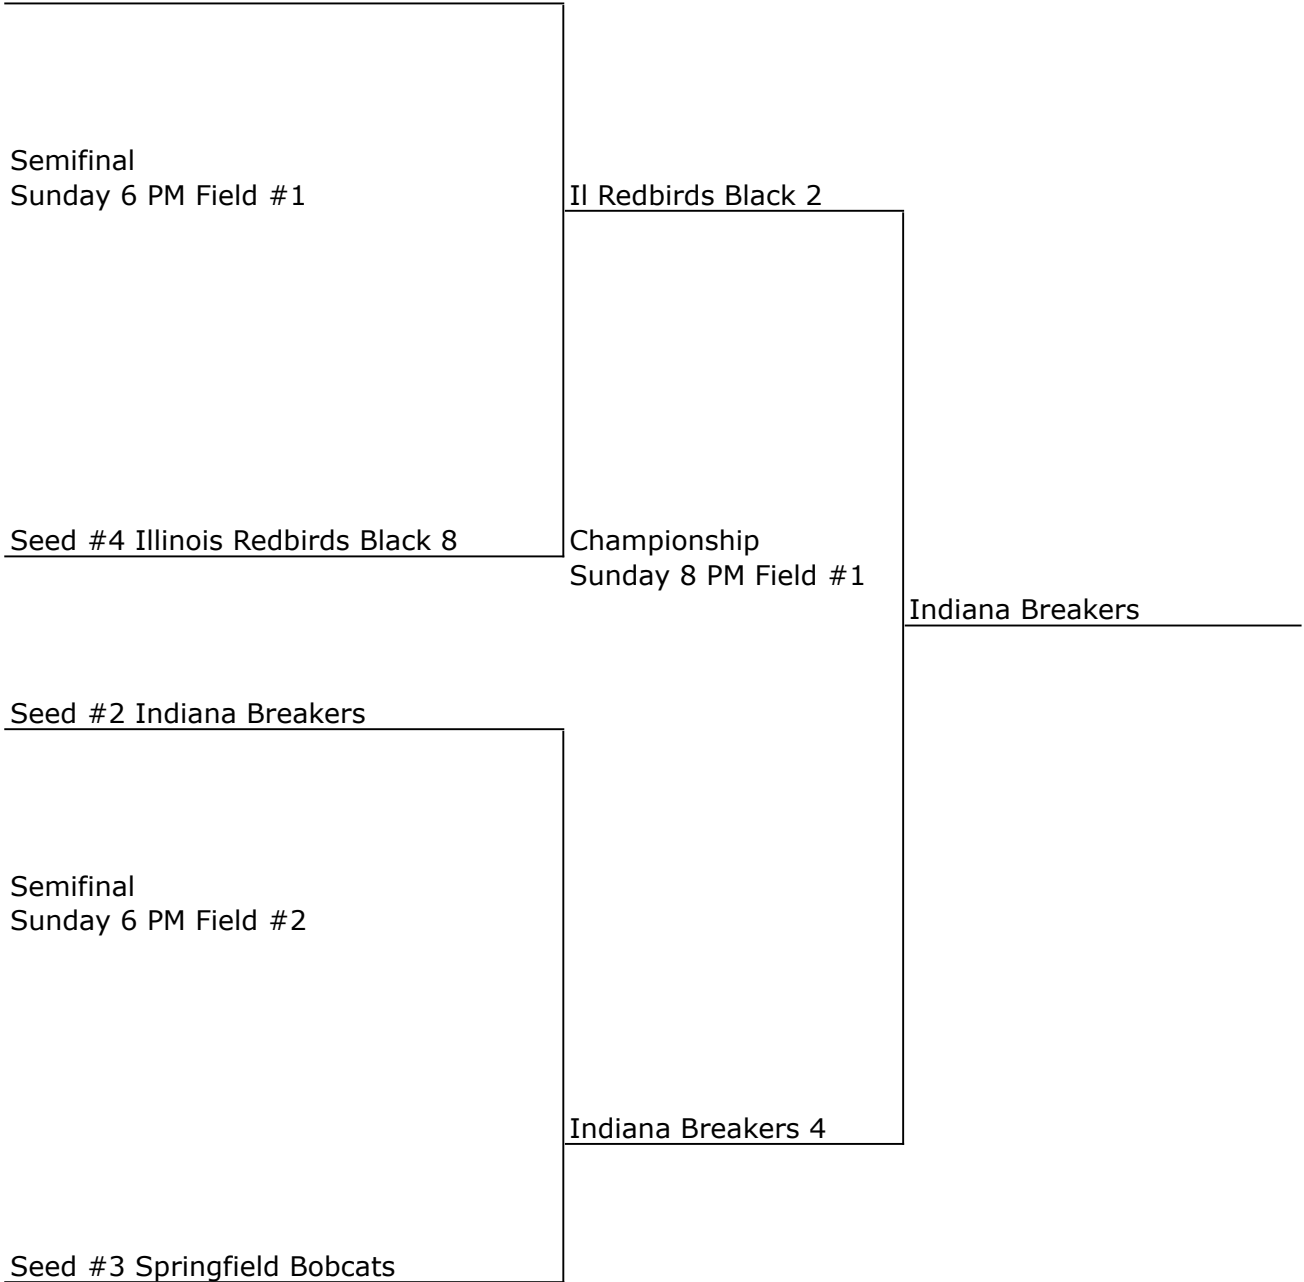 Semifinal
Sunday 6 PM Field #1
Il Redbirds Black 2
Seed #4 Illinois Redbirds Black 8
Championship
Sunday 8 PM Field #1
Indiana Breakers
Seed #2 Indiana Breakers
Semifinal
Sunday 6 PM Field #2
Indiana Breakers 4
Seed #3 Springfield Bobcats